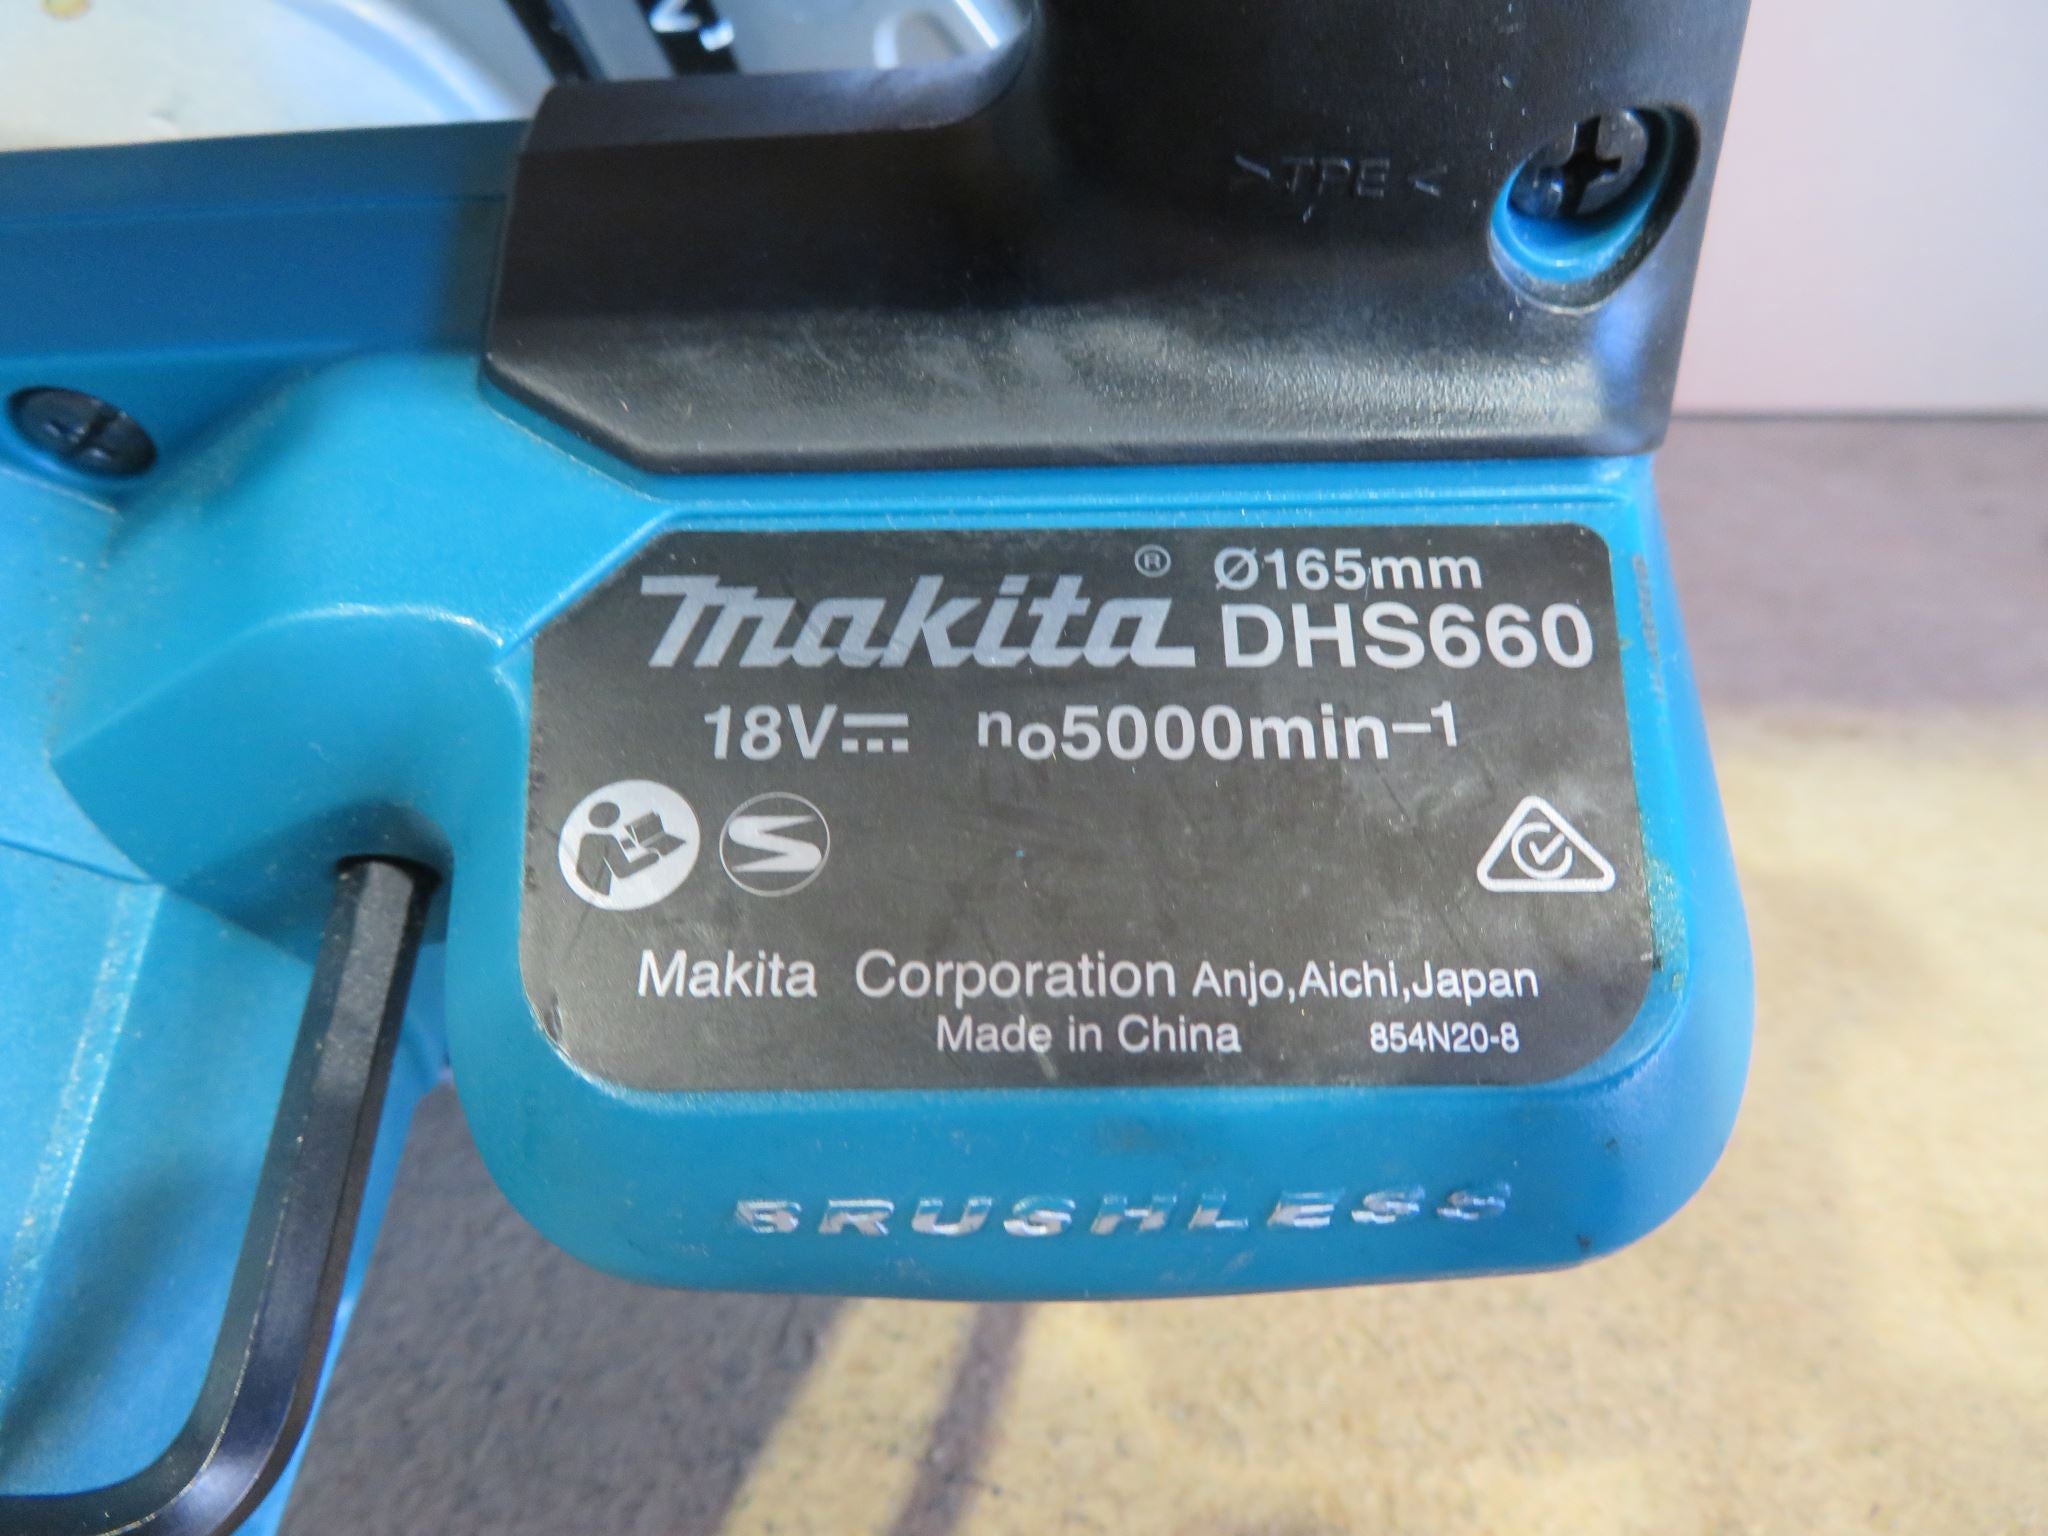 >TPE<
makita® Ø165mm
DHS660
18V n₀5000min⁻¹
Makita Corporation Anjo,Aichi,Japan
Made in China 854N20-8
BRUSHLESS